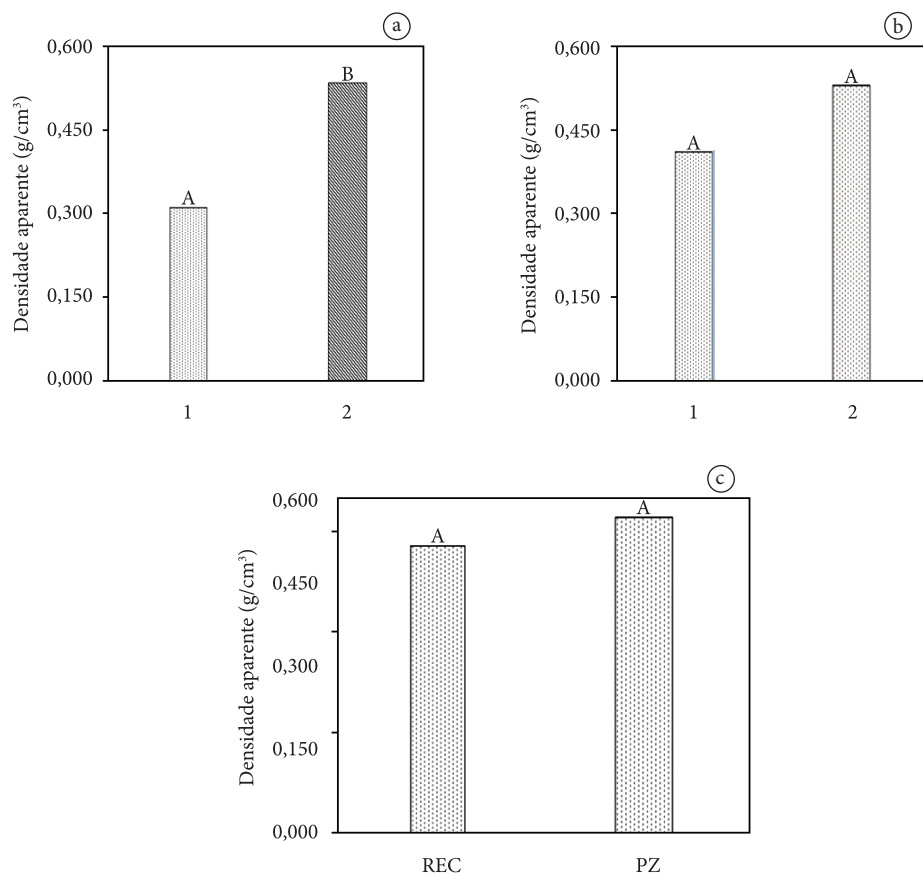 a
0,600
0,450
0,300
0,150
0,000
Densidade aparente (g/cm³)
A
B
1 2
b
0,600
0,450
0,300
0,150
0,000
Densidade aparente (g/cm³)
A
A
1 2
c
0,600
0,450
0,300
0,150
0,000
Densidade aparente (g/cm³)
A
A
REC PZ